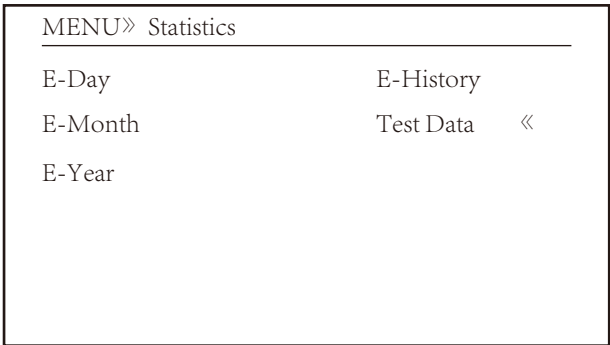 MENU》 Statistics
E-Day E-History
E-Month Test Data 《
E-Year